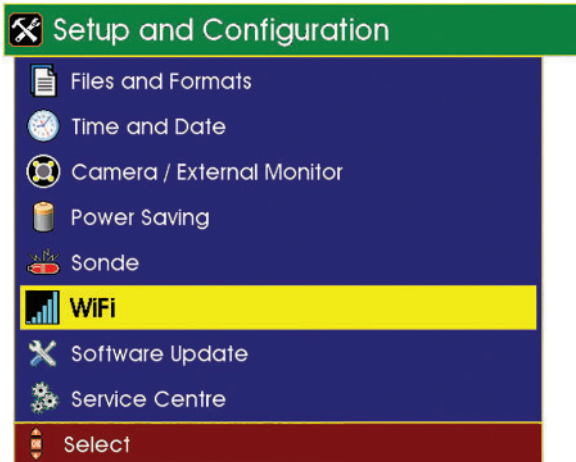 Setup and Configuration
Files and Formats
Time and Date
Camera / External Monitor
Power Saving
Sonde
WiFi
Software Update
Service Centre
Select